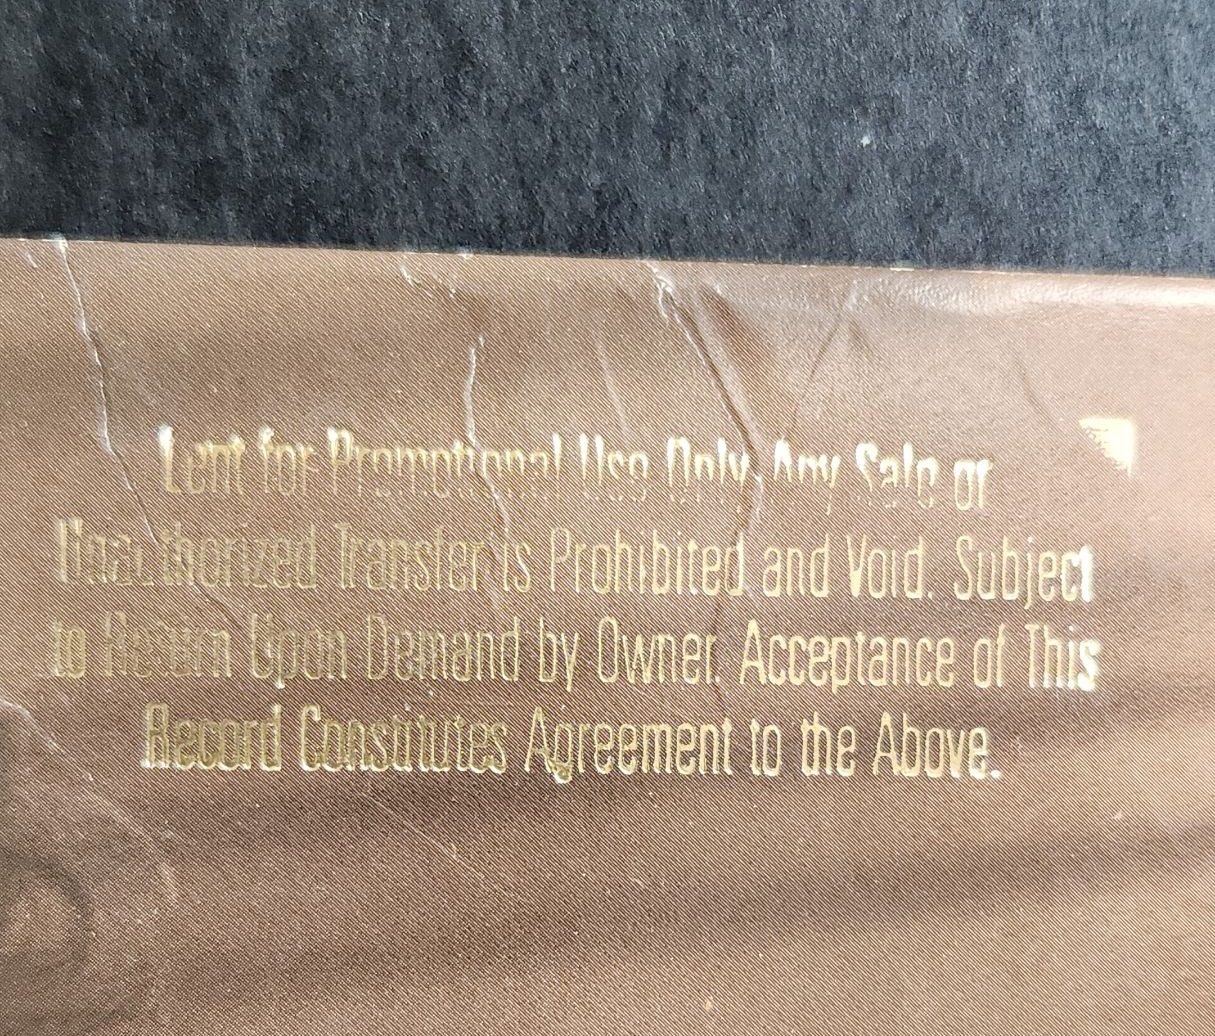 Lent for Promotional Use Only Any Sale or
Unauthorized Transfer is Prohibited and Void. Subject
to Return Upon Demand by Owner. Acceptance of This
Record Constitutes Agreement to the Above.